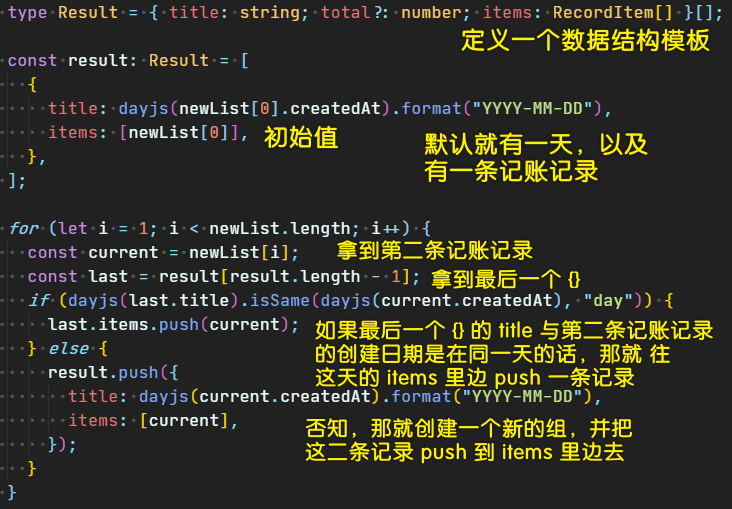 type Result = { title: string; total?: number; items: RecordItem[] }[];
定义一个数据结构模板
const result: Result = [
{
title: dayjs(newList[0].createdAt).format("YYYY-MM-DD"),
items: [newList[0]],
初始值
默认就有一天，以及
有一条记账记录
},
];
for (let i = 1; i < newList.length; i++) {
const current = newList[i];
拿到第二条记账记录
const last = result[result.length - 1];
拿到最后一个 {}
if (dayjs(last.title).isSame(dayjs(current.createdAt), "day")) {
last.items.push(current);
如果最后一个 {} 的 title 与第二条记账记录
的创建日期是在同一天的话，那就 往
这天的 items 里边 push 一条记录
} else {
result.push({
title: dayjs(current.createdAt).format("YYYY-MM-DD"),
items: [current],
否知，那就创建一个新的组，并把
这二条记录 push 到 items 里边去
});
}
}